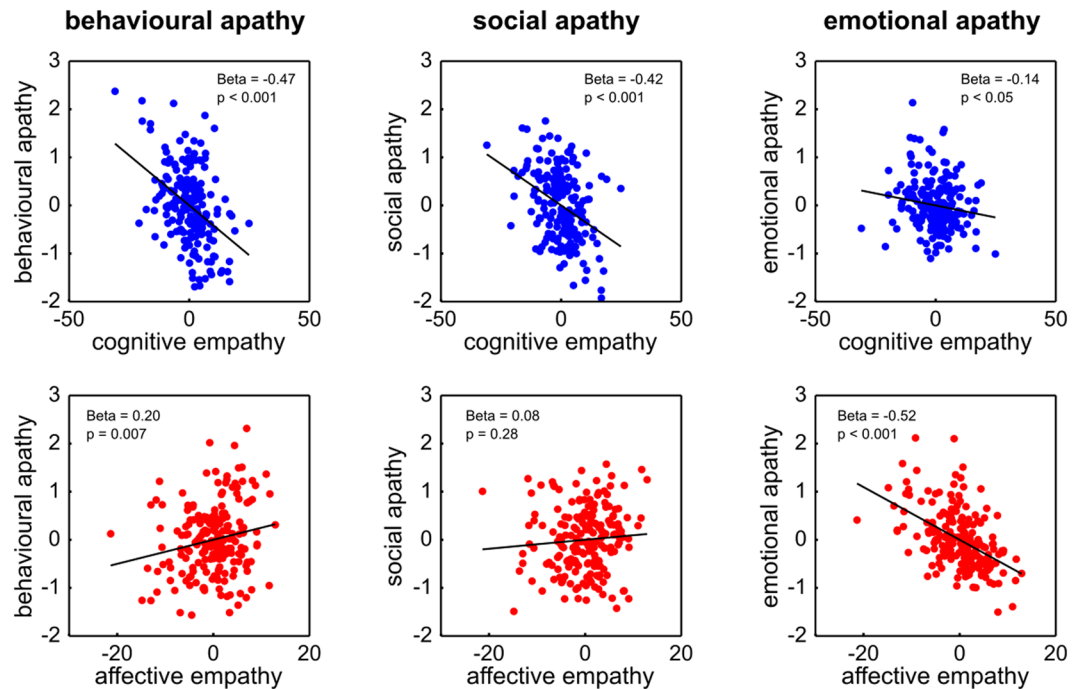 behavioural apathy
social apathy
emotional apathy
behavioural apathy
3
2
1
0
-1
-2
Beta = -0.47
p < 0.001
-50
0
50
cognitive empathy
social apathy
3
2
1
0
-1
-2
Beta = -0.42
p < 0.001
-50
0
50
cognitive empathy
emotional apathy
3
2
1
0
-1
-2
Beta = -0.14
p < 0.05
-50
0
50
cognitive empathy
behavioural apathy
3
2
1
0
-1
-2
Beta = 0.20
p = 0.007
-20
0
20
affective empathy
social apathy
3
2
1
0
-1
-2
Beta = 0.08
p = 0.28
-20
0
20
affective empathy
emotional apathy
3
2
1
0
-1
-2
Beta = -0.52
p < 0.001
-20
0
20
affective empathy